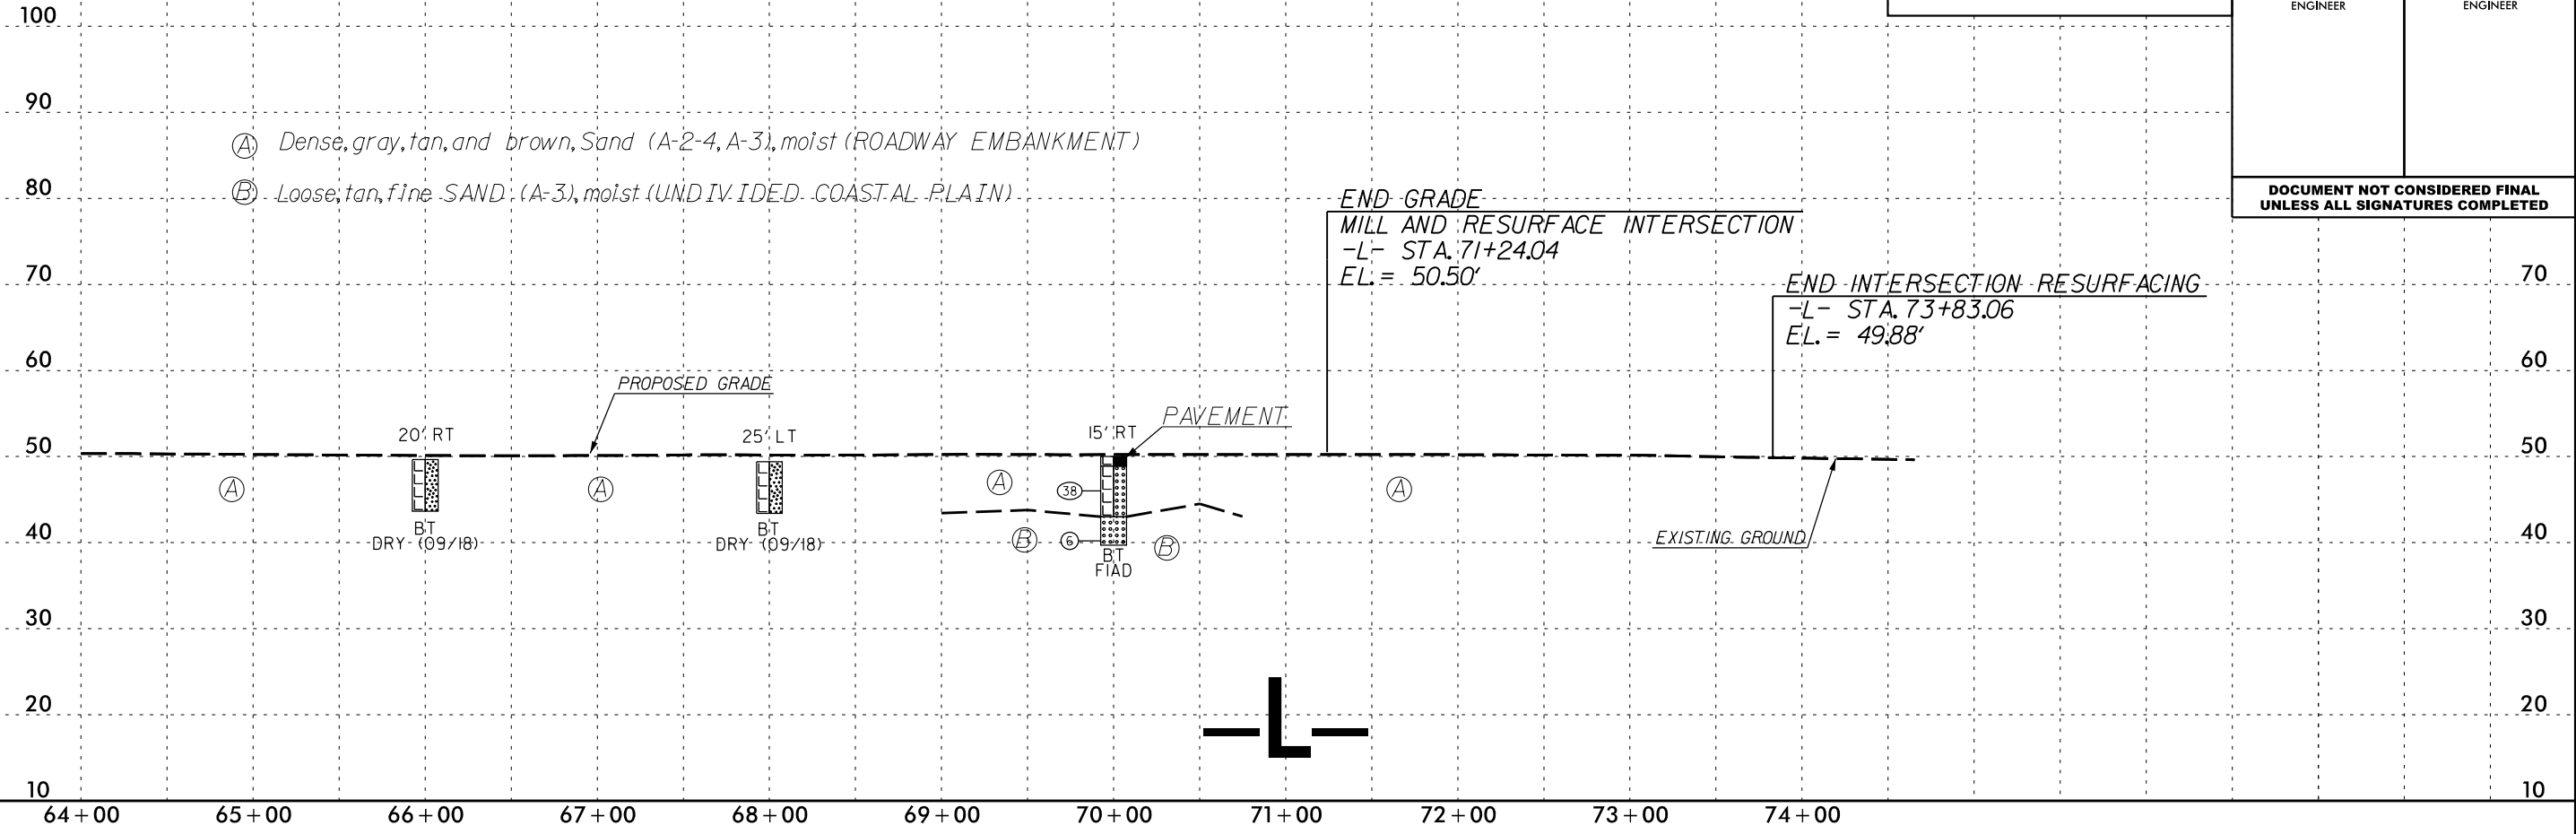 100
ENGINEER ENGINEER
90
Ⓐ Dense, gray, tan, and brown, Sand (A-2-4, A-3), moist (ROADWAY EMBANKMENT)
80
Ⓑ Loose, tan, fine SAND (A-3), moist (UNDIVIDED COASTAL PLAIN)
DOCUMENT NOT CONSIDERED FINAL
UNLESS ALL SIGNATURES COMPLETED
END GRADE
MILL AND RESURFACE INTERSECTION
-L- STA. 71+24.04
EL. = 50.50'
70 70
END INTERSECTION RESURFACING
-L- STA. 73+83.06
EL. = 49.88'
60 60
PROPOSED GRADE
PAVEMENT
50 50
20' RT 25' LT 15' RT
A A A A
38
BT
DRY (09/18)
BT
DRY (09/18)
B 6 B
BT
FIAD
40 40
EXISTING GROUND
30 30
20 20
L
10 10
64+00 65+00 66+00 67+00 68+00 69+00 70+00 71+00 72+00 73+00 74+00